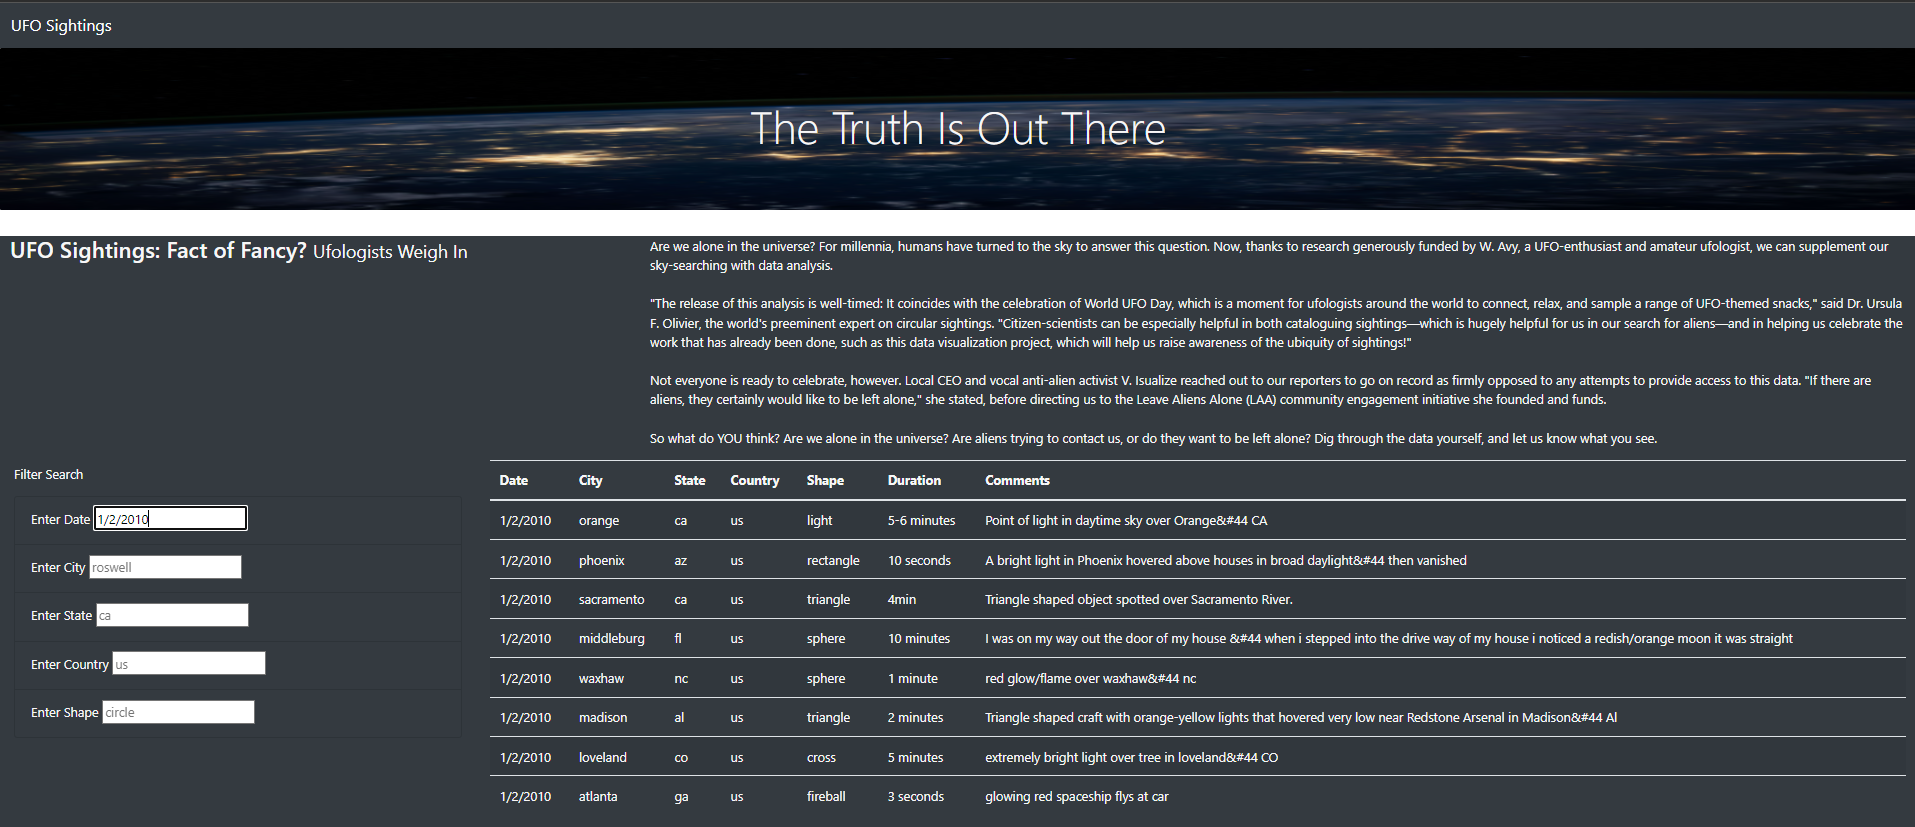 UFO Sightings
The Truth Is Out There
UFO Sightings: Fact of Fancy? Ufologists Weigh In
Are we alone in the universe? For millennia, humans have turned to the sky to answer this question. Now, thanks to research generously funded by W. Avy, a UFO-enthusiast and amateur ufologist, we can supplement our
sky-searching with data analysis.
"The release of this analysis is well-timed: It coincides with the celebration of World UFO Day, which is a moment for ufologists around the world to connect, relax, and sample a range of UFO-themed snacks," said Dr. Ursula
F. Olivier, the world's preeminent expert on circular sightings. "Citizen-scientists can be especially helpful in both cataloguing sightings—which is hugely helpful for us in our search for aliens—and in helping us celebrate the
work that has already been done, such as this data visualization project, which will help us raise awareness of the ubiquity of sightings!"
Not everyone is ready to celebrate, however. Local CEO and vocal anti-alien activist V. Isualize reached out to our reporters to go on record as firmly opposed to any attempts to provide access to this data. "If there are
aliens, they certainly would like to be left alone," she stated, before directing us to the Leave Aliens Alone (LAA) community engagement initiative she founded and funds.
So what do YOU think? Are we alone in the universe? Are aliens trying to contact us, or do they want to be left alone? Dig through the data yourself, and let us know what you see.
Filter Search
Enter Date 1/2/2010
Enter City roswell
Enter State ca
Enter Country us
Enter Shape circle
Date City State Country Shape Duration Comments
1/2/2010 orange ca us light 5-6 minutes Point of light in daytime sky over Orange&#44 CA
1/2/2010 phoenix az us rectangle 10 seconds A bright light in Phoenix hovered above houses in broad daylight&#44 then vanished
1/2/2010 sacramento ca us triangle 4min Triangle shaped object spotted over Sacramento River.
1/2/2010 middleburg fl us sphere 10 minutes I was on my way out the door of my house &#44 when i stepped into the drive way of my house i noticed a redish/orange moon it was straight
1/2/2010 waxhaw nc us sphere 1 minute red glow/flame over waxhaw&#44 nc
1/2/2010 madison al us triangle 2 minutes Triangle shaped craft with orange-yellow lights that hovered very low near Redstone Arsenal in Madison&#44 Al
1/2/2010 loveland co us cross 5 minutes extremely bright light over tree in loveland&#44 CO
1/2/2010 atlanta ga us fireball 3 seconds glowing red spaceship flys at car